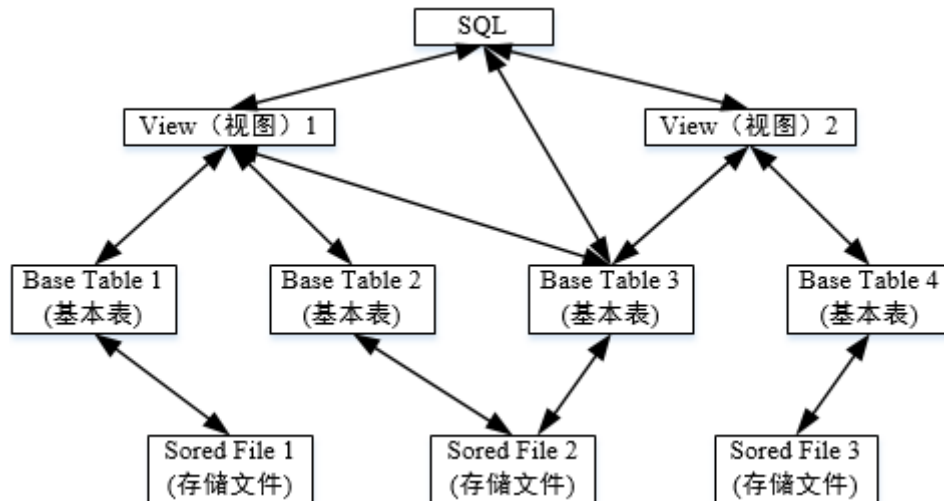 SQL
View（视图）1
View（视图）2
Base Table 1
(基本表)
Base Table 2
(基本表)
Base Table 3
(基本表)
Base Table 4
(基本表)
Sored File 1
(存储文件)
Sored File 2
(存储文件)
Sored File 3
(存储文件)